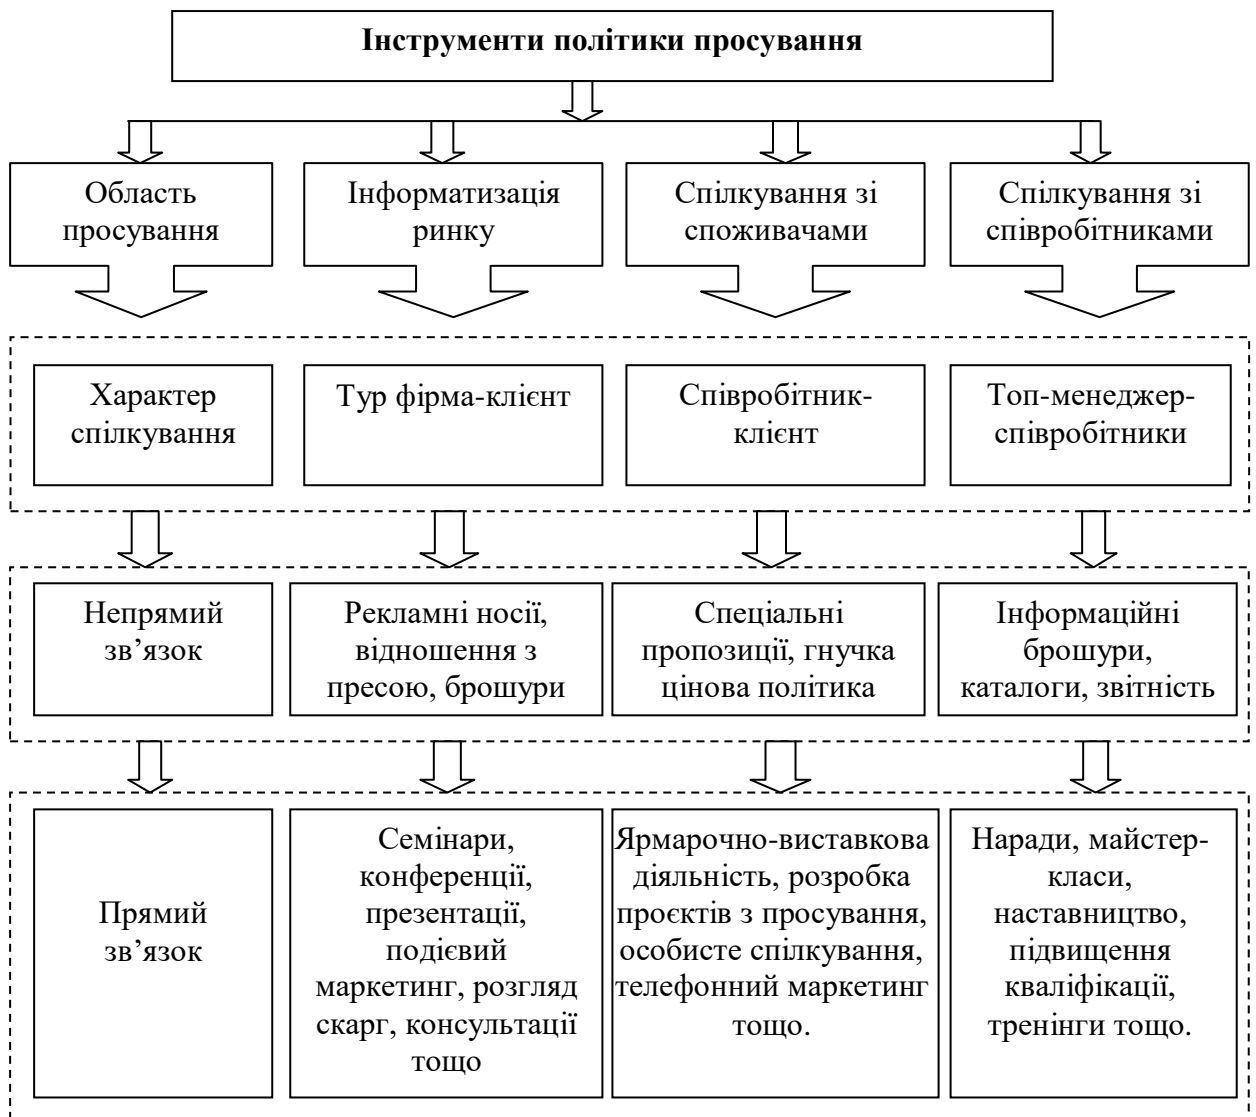 Інструменти політики просування
Область
просування
Інформатизація
ринку
Спілкування зі
споживачами
Спілкування зі
співробітниками
Характер
спілкування
Тур фірма-клієнт
Співробітник-
клієнт
Топ-менеджер-
співробітники
Непрямий
зв’язок
Рекламні носії,
відношення з
пресою, брошури
Спеціальні
пропозиції, гнучка
цінова політика
Інформаційні
брошури,
каталоги, звітність
Прямий
зв’язок
Семінари,
конференції,
презентації,
подієвий
маркетинг, розгляд
скарг, консультації
тощо
Ярмарочно-виставкова
діяльність, розробка
проєктів з просування,
особисте спілкування,
телефонний маркетинг
тощо.
Наради, майстер-
класи,
наставництво,
підвищення
кваліфікації,
тренінги тощо.